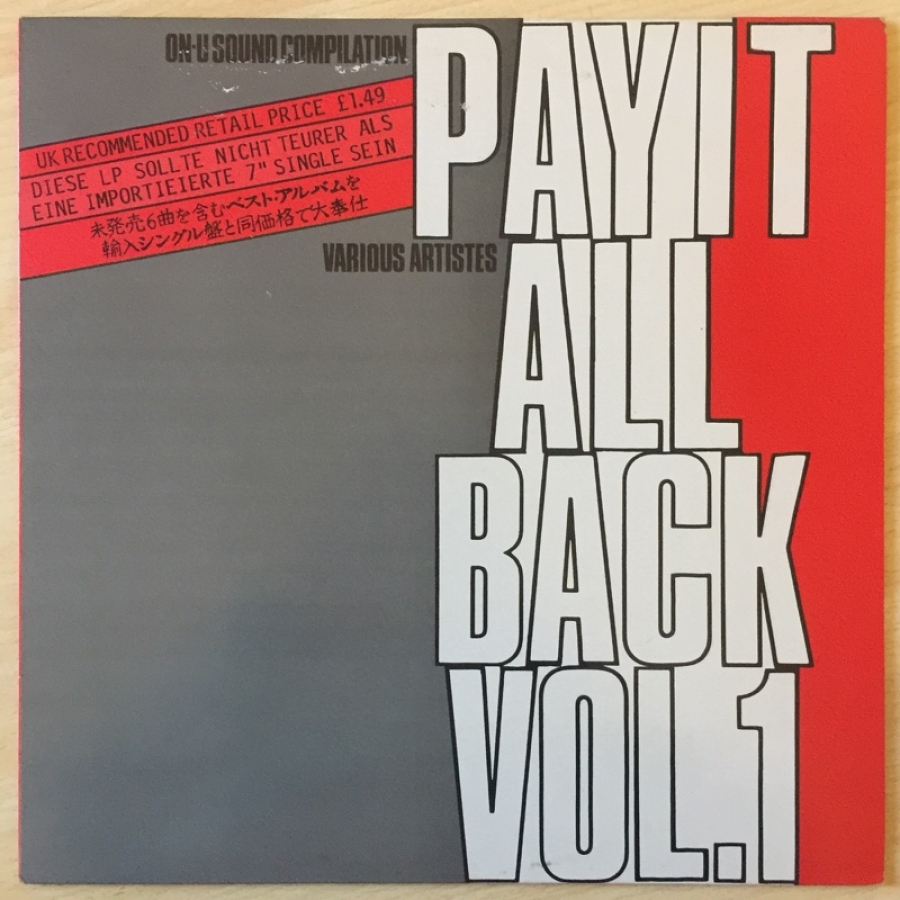 ON-U SOUND COMPILATION
PAY IT
ALL
BACK
VOL.1
UK RECOMMENDED RETAIL PRICE £1.49
DIESE LP SOLLTE NICHT TEURER ALS
EINE IMPORTIEIERTE 7" SINGLE SEIN
未発売6曲を含むベスト・アルバムを
輸入シングル盤と同価格で大奉仕
VARIOUS ARTISTES